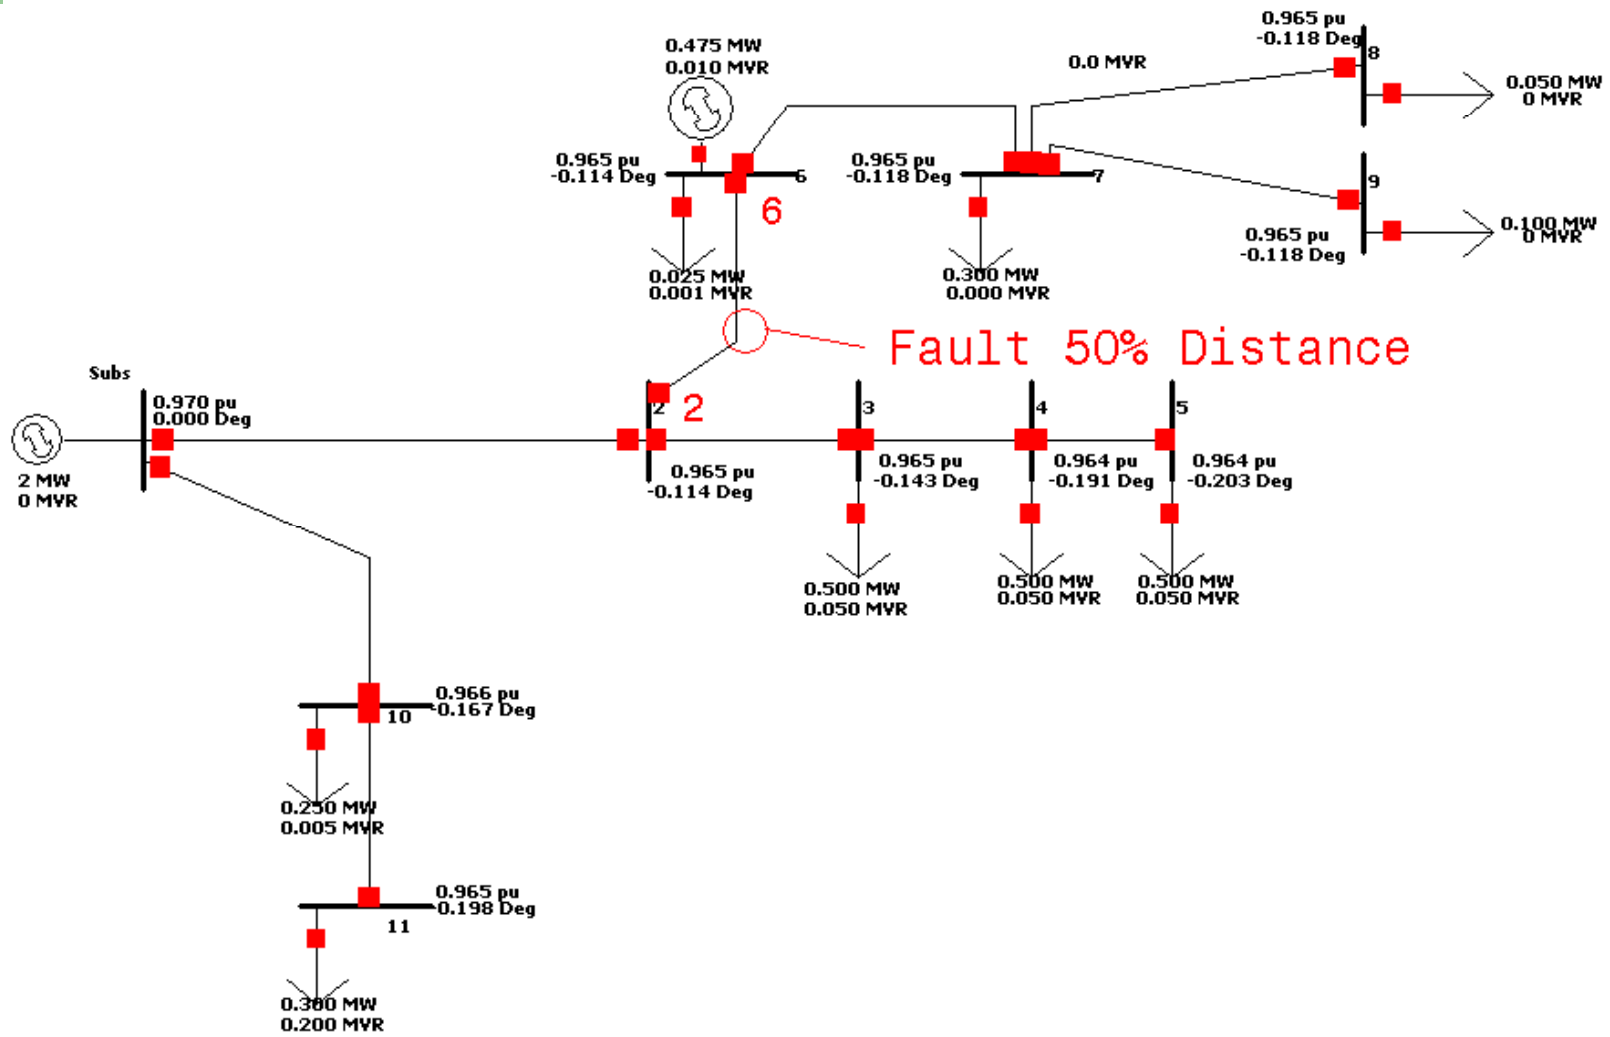 0.475 MW
0.010 MVR
0.965 pu
-0.118 Deg
8
0.0 MVR
0.050 MW
0 MVR
0.965 pu
-0.114 Deg
6
6
0.965 pu
-0.118 Deg
7
9
0.965 pu
-0.118 Deg
0.100 MW
0 MVR
0.025 MW
0.001 MVR
0.300 MW
0.000 MVR
Fault 50% Distance
Subs
0.970 pu
0.000 Deg
2 MW
0 MVR
2
2
0.965 pu
-0.114 Deg
3
0.965 pu
-0.143 Deg
4
0.964 pu
-0.191 Deg
5
0.964 pu
-0.203 Deg
0.500 MW
0.050 MVR
0.500 MW
0.050 MVR
0.500 MW
0.050 MVR
0.966 pu
-0.167 Deg
10
0.250 MW
0.005 MVR
0.965 pu
-0.198 Deg
11
0.300 MW
0.200 MVR